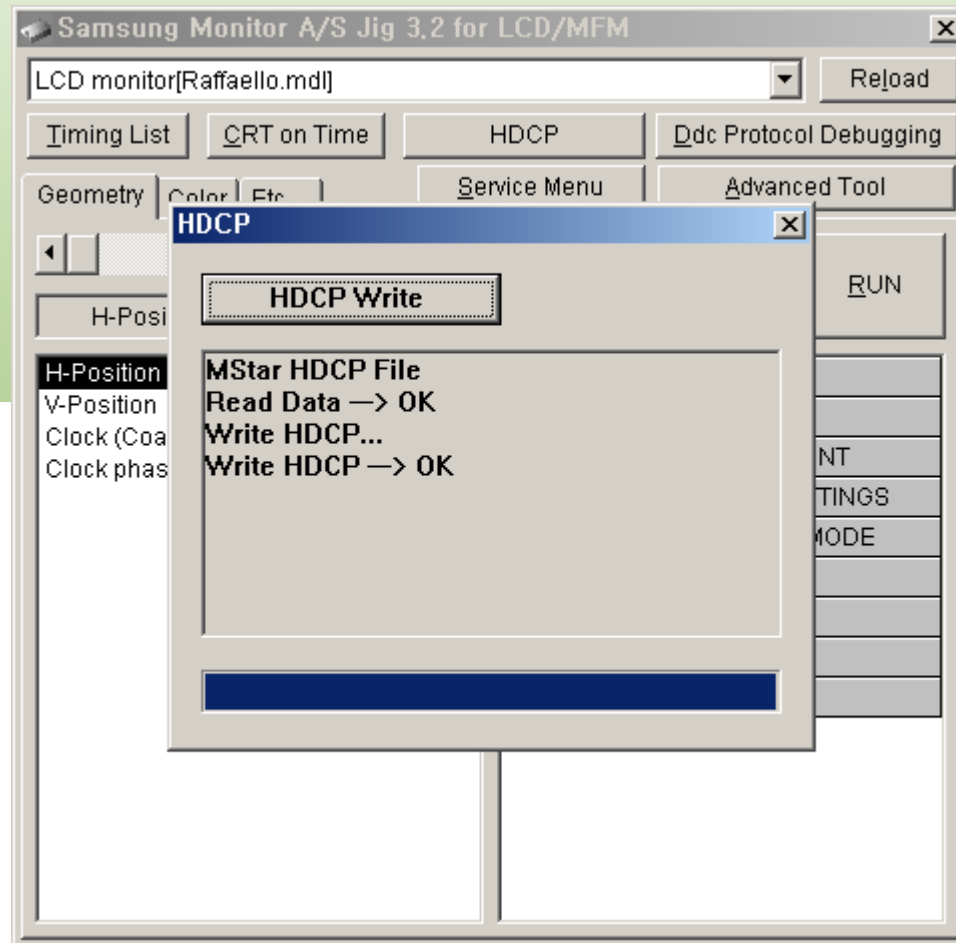 Samsung Monitor A/S Jig 3,2 for LCD/MFM
LCD monitor[Raffaello.mdl]
Reload
Timing List
CRT on Time
HDCP
Ddc Protocol Debugging
Geometry
Color
Etc
Service Menu
Advanced Tool
HDCP
HDCP Write
RUN
H-Posi
H-Position
V-Position
Clock (Coa
Clock phas
MStar HDCP File
Read Data —> OK
Write HDCP...
Write HDCP —> OK
NT
TINGS
MODE